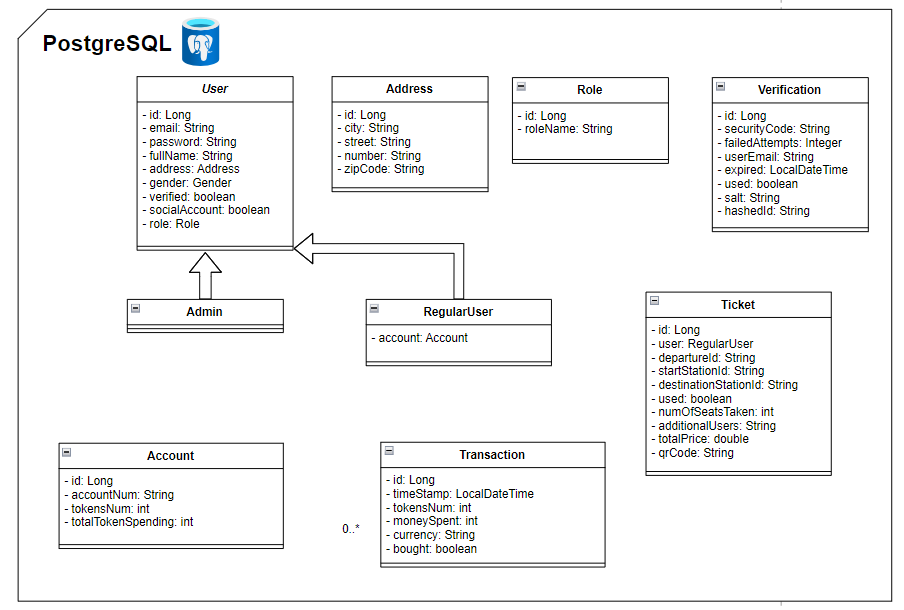 PostgreSQL
User
- id: Long
- email: String
- password: String
- fullName: String
- address: Address
- gender: Gender
- verified: boolean
- socialAccount: boolean
- role: Role
Address
- id: Long
- city: String
- street: String
- number: String
- zipCode: String
Role
- id: Long
- roleName: String
Verification
- id: Long
- securityCode: String
- failedAttempts: Integer
- userEmail: String
- expired: LocalDateTime
- used: boolean
- salt: String
- hashedId: String
Admin
RegularUser
- account: Account
Ticket
- id: Long
- user: RegularUser
- departureId: String
- startStationId: String
- destinationStationId: String
- used: boolean
- numOfSeatsTaken: int
- additionalUsers: String
- totalPrice: double
- qrCode: String
Account
- id: Long
- accountNum: String
- tokensNum: int
- totalTokenSpending: int
0..*
Transaction
- id: Long
- timeStamp: LocalDateTime
- tokensNum: int
- moneySpent: int
- currency: String
- bought: boolean